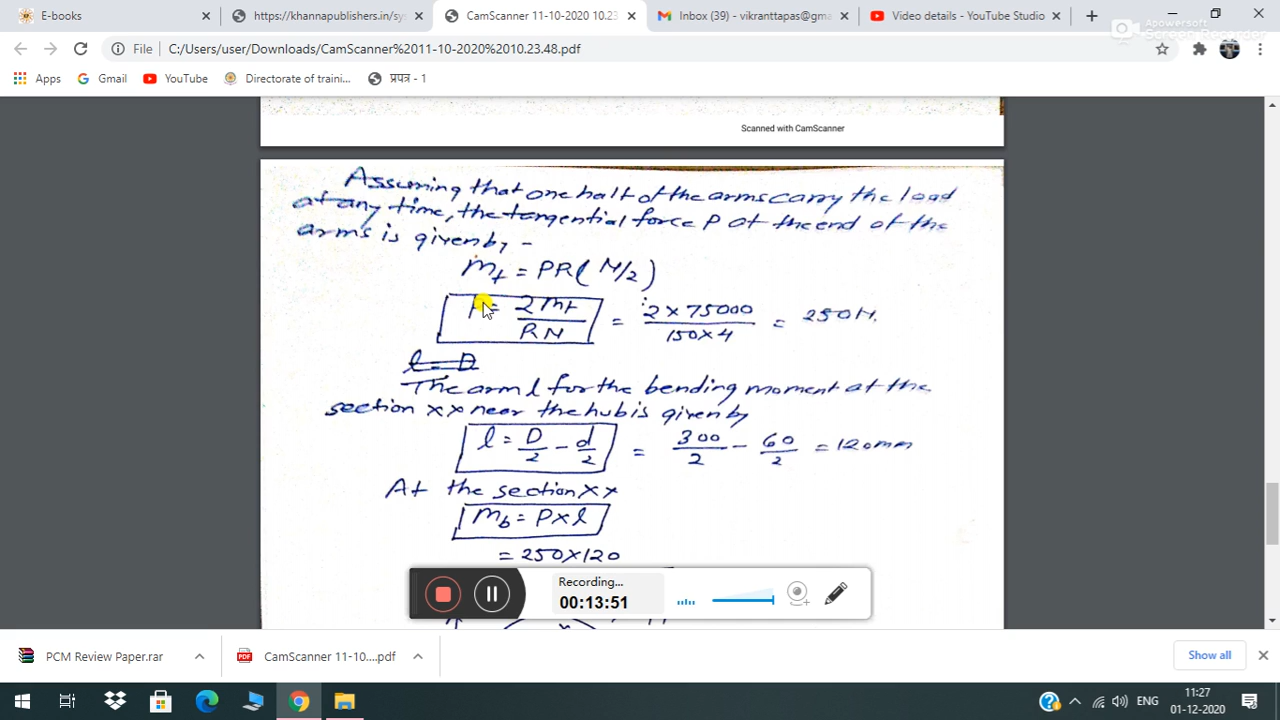 E-books
https://khannapublishers.in/sy
CamScanner 11-10-2020 10.23
Inbox (39) - vikranttapas@gma
Video details - YouTube Studio
Apowersoft
Screen Recorder
File
C:/Users/user/Downloads/CamScanner%2011-10-2020%2010.23.48.pdf
Apps
Gmail
YouTube
Directorate of traini...
प्रपत्र - 1
Scanned with CamScanner
Assuming that one half of the arms carry the load
at any time, the tangential force P at the end of the
arms is given by -
Mt = PR(N/2)
P = 2Mt / RN = 2 x 75000 / 150 x 4 = 250 N.
l = D
The arm l for the bending moment at the
section xx near the hub is given by
l = D/2 - d/2 = 300/2 - 60/2 = 120mm
At the section xx
Mb = P x l
= 250 x 120
Recording...
00:13:51
PCM Review Paper.rar
CamScanner 11-10....pdf
Show all
ENG
11:27
01-12-2020